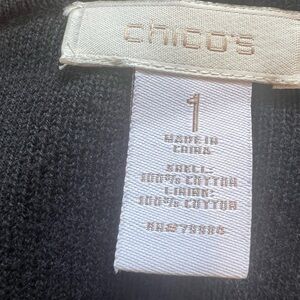 chico's
1
MADE IN
CHINA
SHELL:
100% COTTON
LINING:
100% COTTON